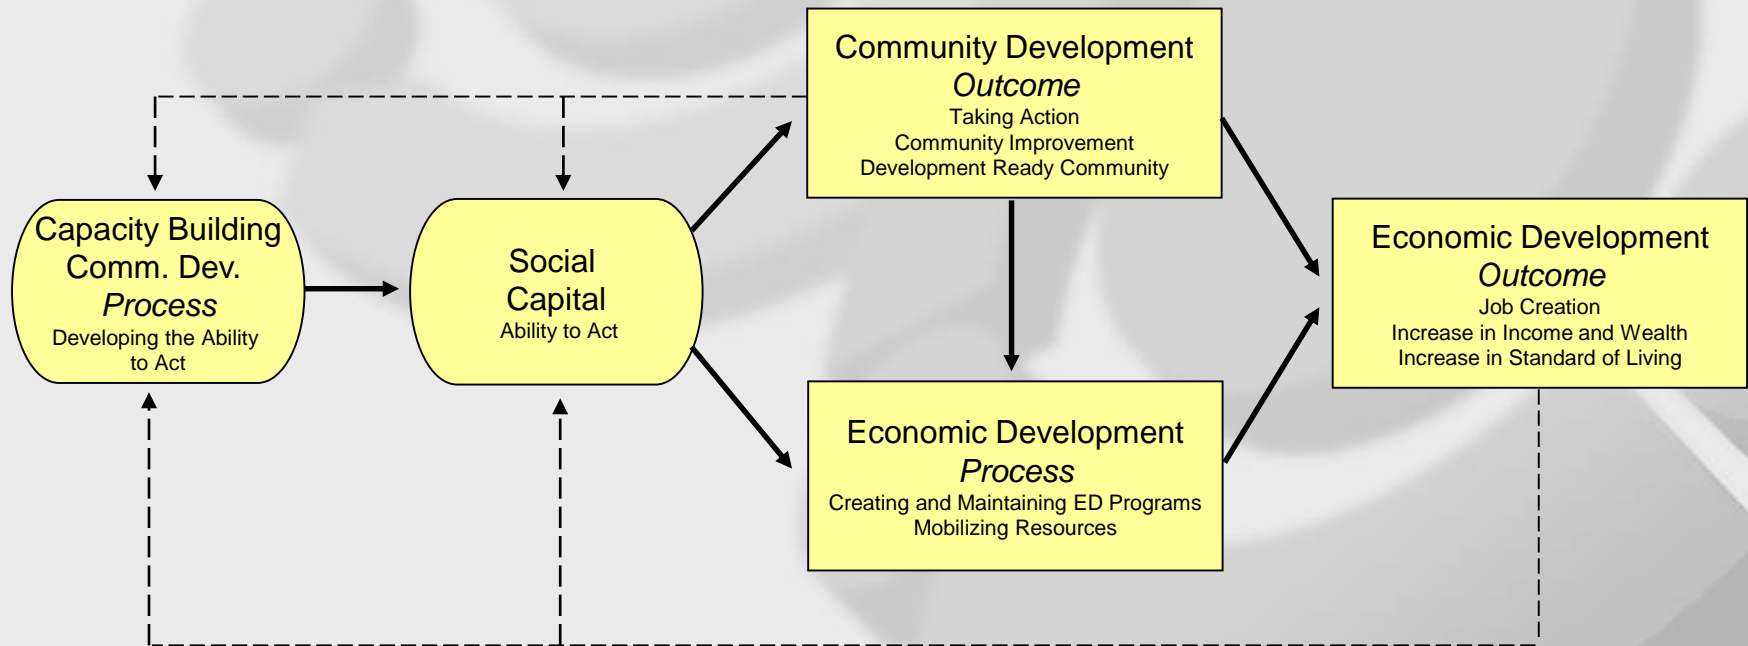 Community Development
Outcome
Taking Action
Community Improvement
Development Ready Community
Capacity Building
Comm. Dev.
Process
Developing the Ability
to Act
Social
Capital
Ability to Act
Economic Development
Outcome
Job Creation
Increase in Income and Wealth
Increase in Standard of Living
Economic Development
Process
Creating and Maintaining ED Programs
Mobilizing Resources